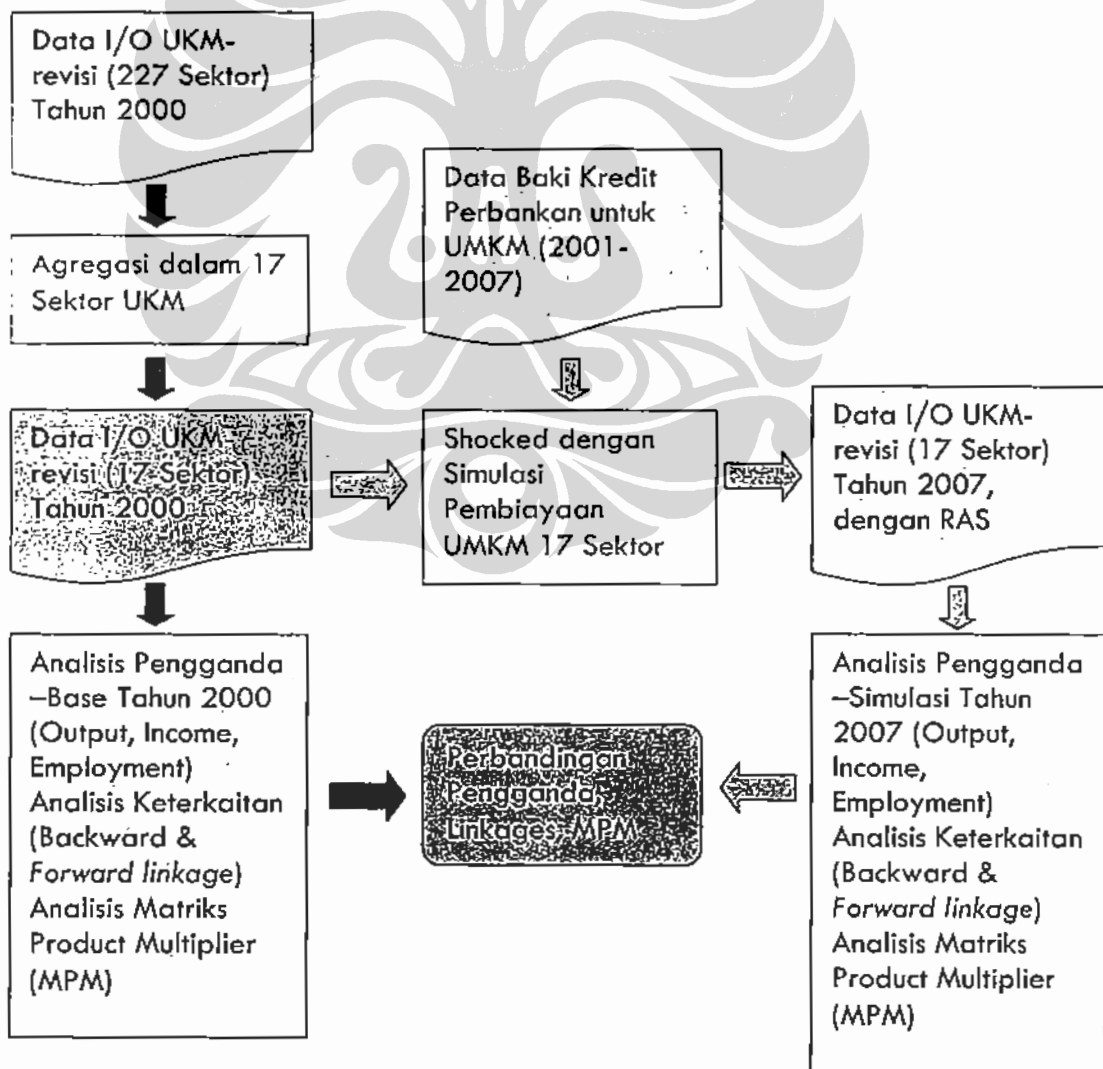 Data I/O UKM-
revisi (227 Sektor)
Tahun 2000
Agregasi dalam 17
Sektor UKM
Data Baki Kredit
Perbankan untuk
UMKM (2001-
2007)
Data I/O UKM-
revisi (17 Sektor)
Tahun 2000
Shocked dengan
Simulasi
Pembiayaan
UMKM 17 Sektor
Data I/O UKM-
revisi (17 Sektor)
Tahun 2007,
dengan RAS
Analisis Pengganda
–Base Tahun 2000
(Output, Income,
Employment)
Analisis Keterkaitan
(Backward &
Forward linkage)
Analisis Matriks
Product Multiplier
(MPM)
Perbandingan
Pengganda,
Linkages, MPM
Analisis Pengganda
–Simulasi Tahun
2007 (Output,
Income,
Employment)
Analisis Keterkaitan
(Backward &
Forward linkage)
Analisis Matriks
Product Multiplier
(MPM)